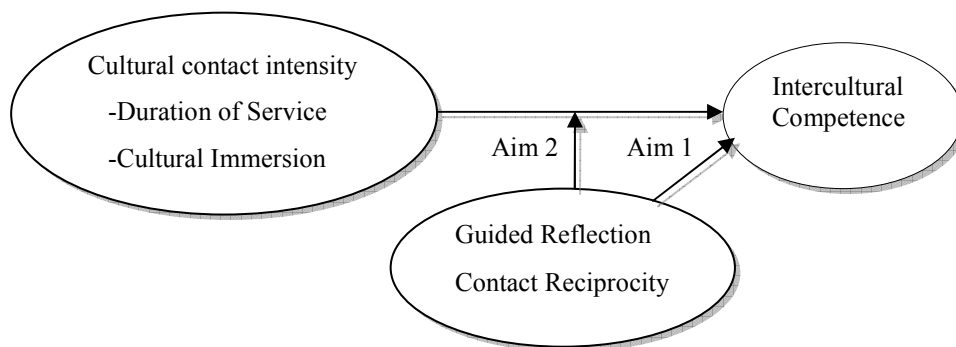 Cultural contact intensity
-Duration of Service
-Cultural Immersion
Intercultural
Competence
Aim 2
Aim 1
Guided Reflection
Contact Reciprocity